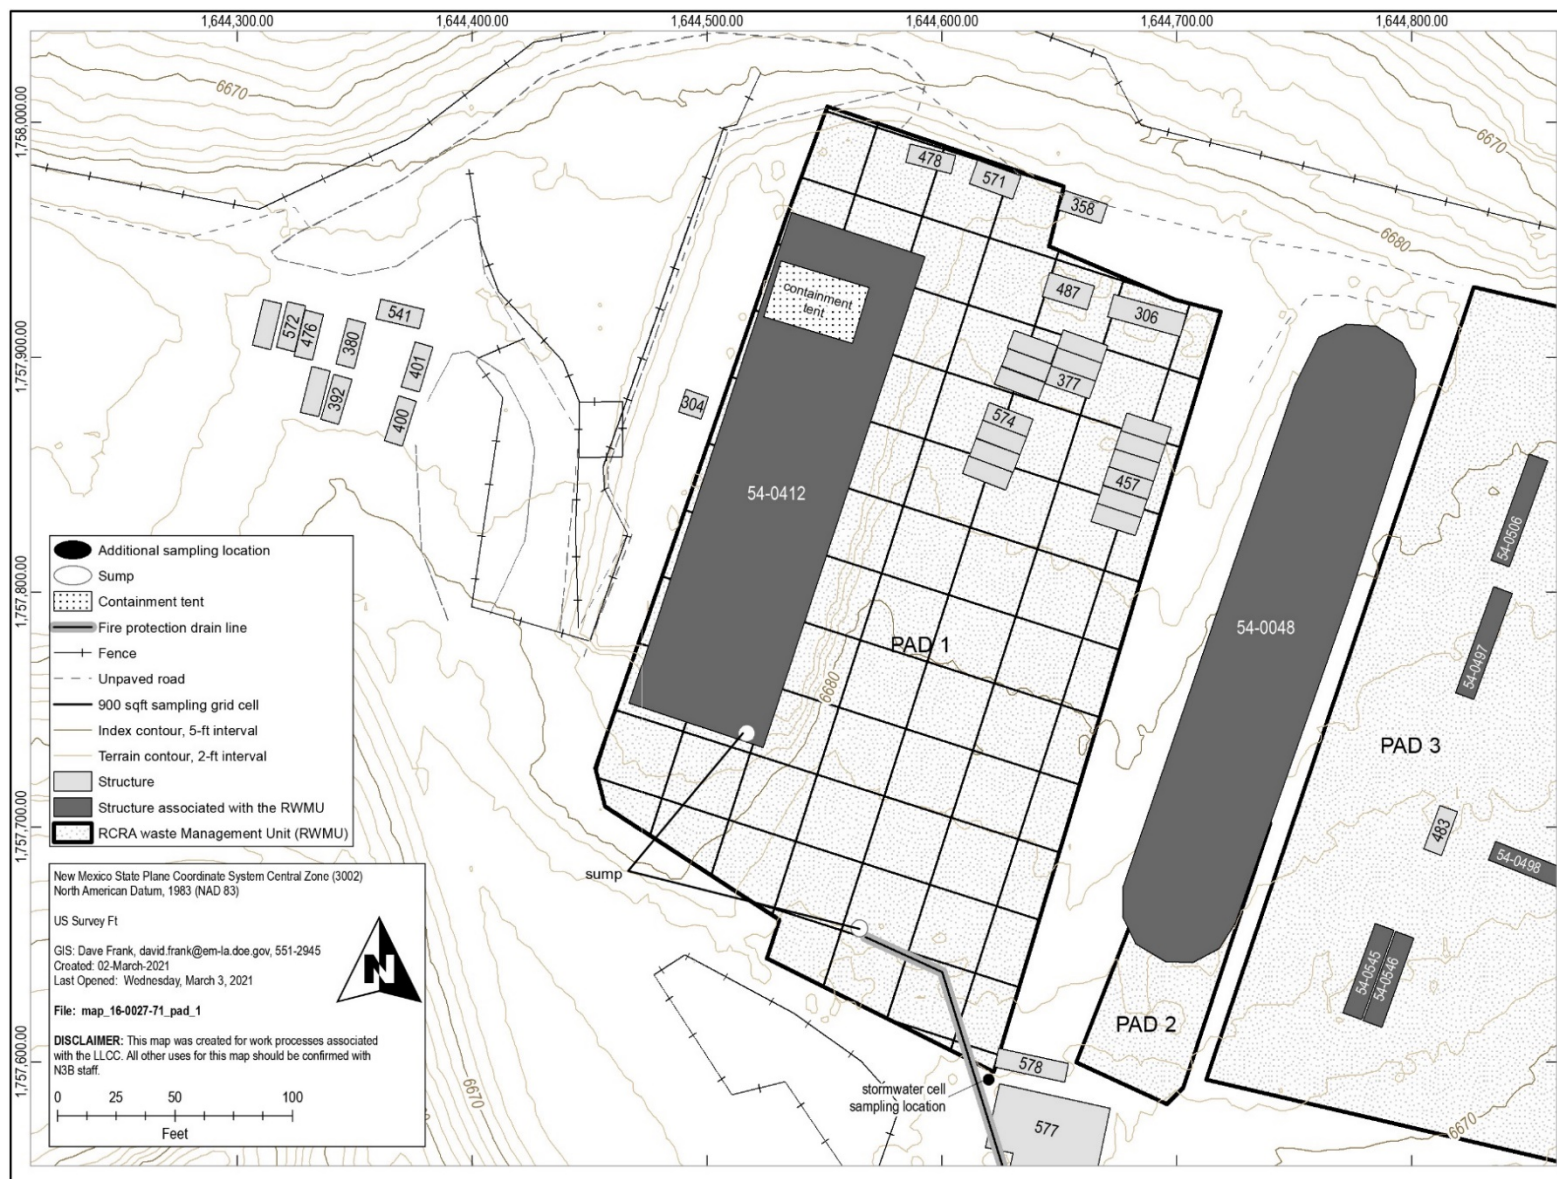 1,644,300.00
1,644,400.00
1,644,500.00
1,644,600.00
1,644,700.00
1,644,800.00
1,758,000.00
1,757,900.00
1,757,800.00
1,757,700.00
1,757,600.00
6670
6670
6680
478
571
358
487
306
containment
tent
572
476
380
541
401
392
400
304
377
574
457
54-0412
54-0048
54-0506
54-0497
PAD 1
6680
PAD 3
483
54-0498
54-0545
54-0546
sump
PAD 2
578
stormwater cell
sampling location
577
6670
6670
Additional sampling location
Sump
Containment tent
Fire protection drain line
Fence
Unpaved road
900 sqft sampling grid cell
Index contour, 5-ft interval
Terrain contour, 2-ft interval
Structure
Structure associated with the RWMU
RCRA waste Management Unit (RWMU)
New Mexico State Plane Coordinate System Central Zone (3002)
North American Datum, 1983 (NAD 83)
US Survey Ft
GIS: Dave Frank, david.frank@em-la.doe.gov, 551-2945
Created: 02-March-2021
Last Opened: Wednesday, March 3, 2021
File: map_16-0027-71_pad_1
DISCLAIMER: This map was created for work processes associated
with the LLCC. All other uses for this map should be confirmed with
N3B staff.
N
0 25 50 100
Feet